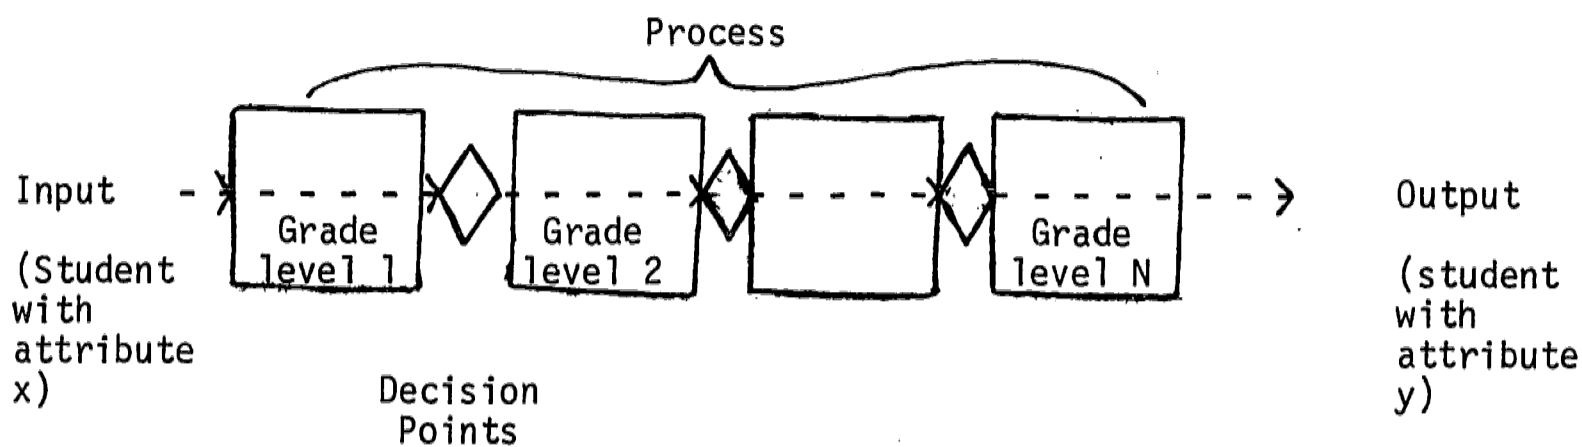 Process
Input
(Student
with
attribute
x)
Grade
level 1
Grade
level 2
Grade
level N
Decision
Points
Output
(student
with
attribute
y)